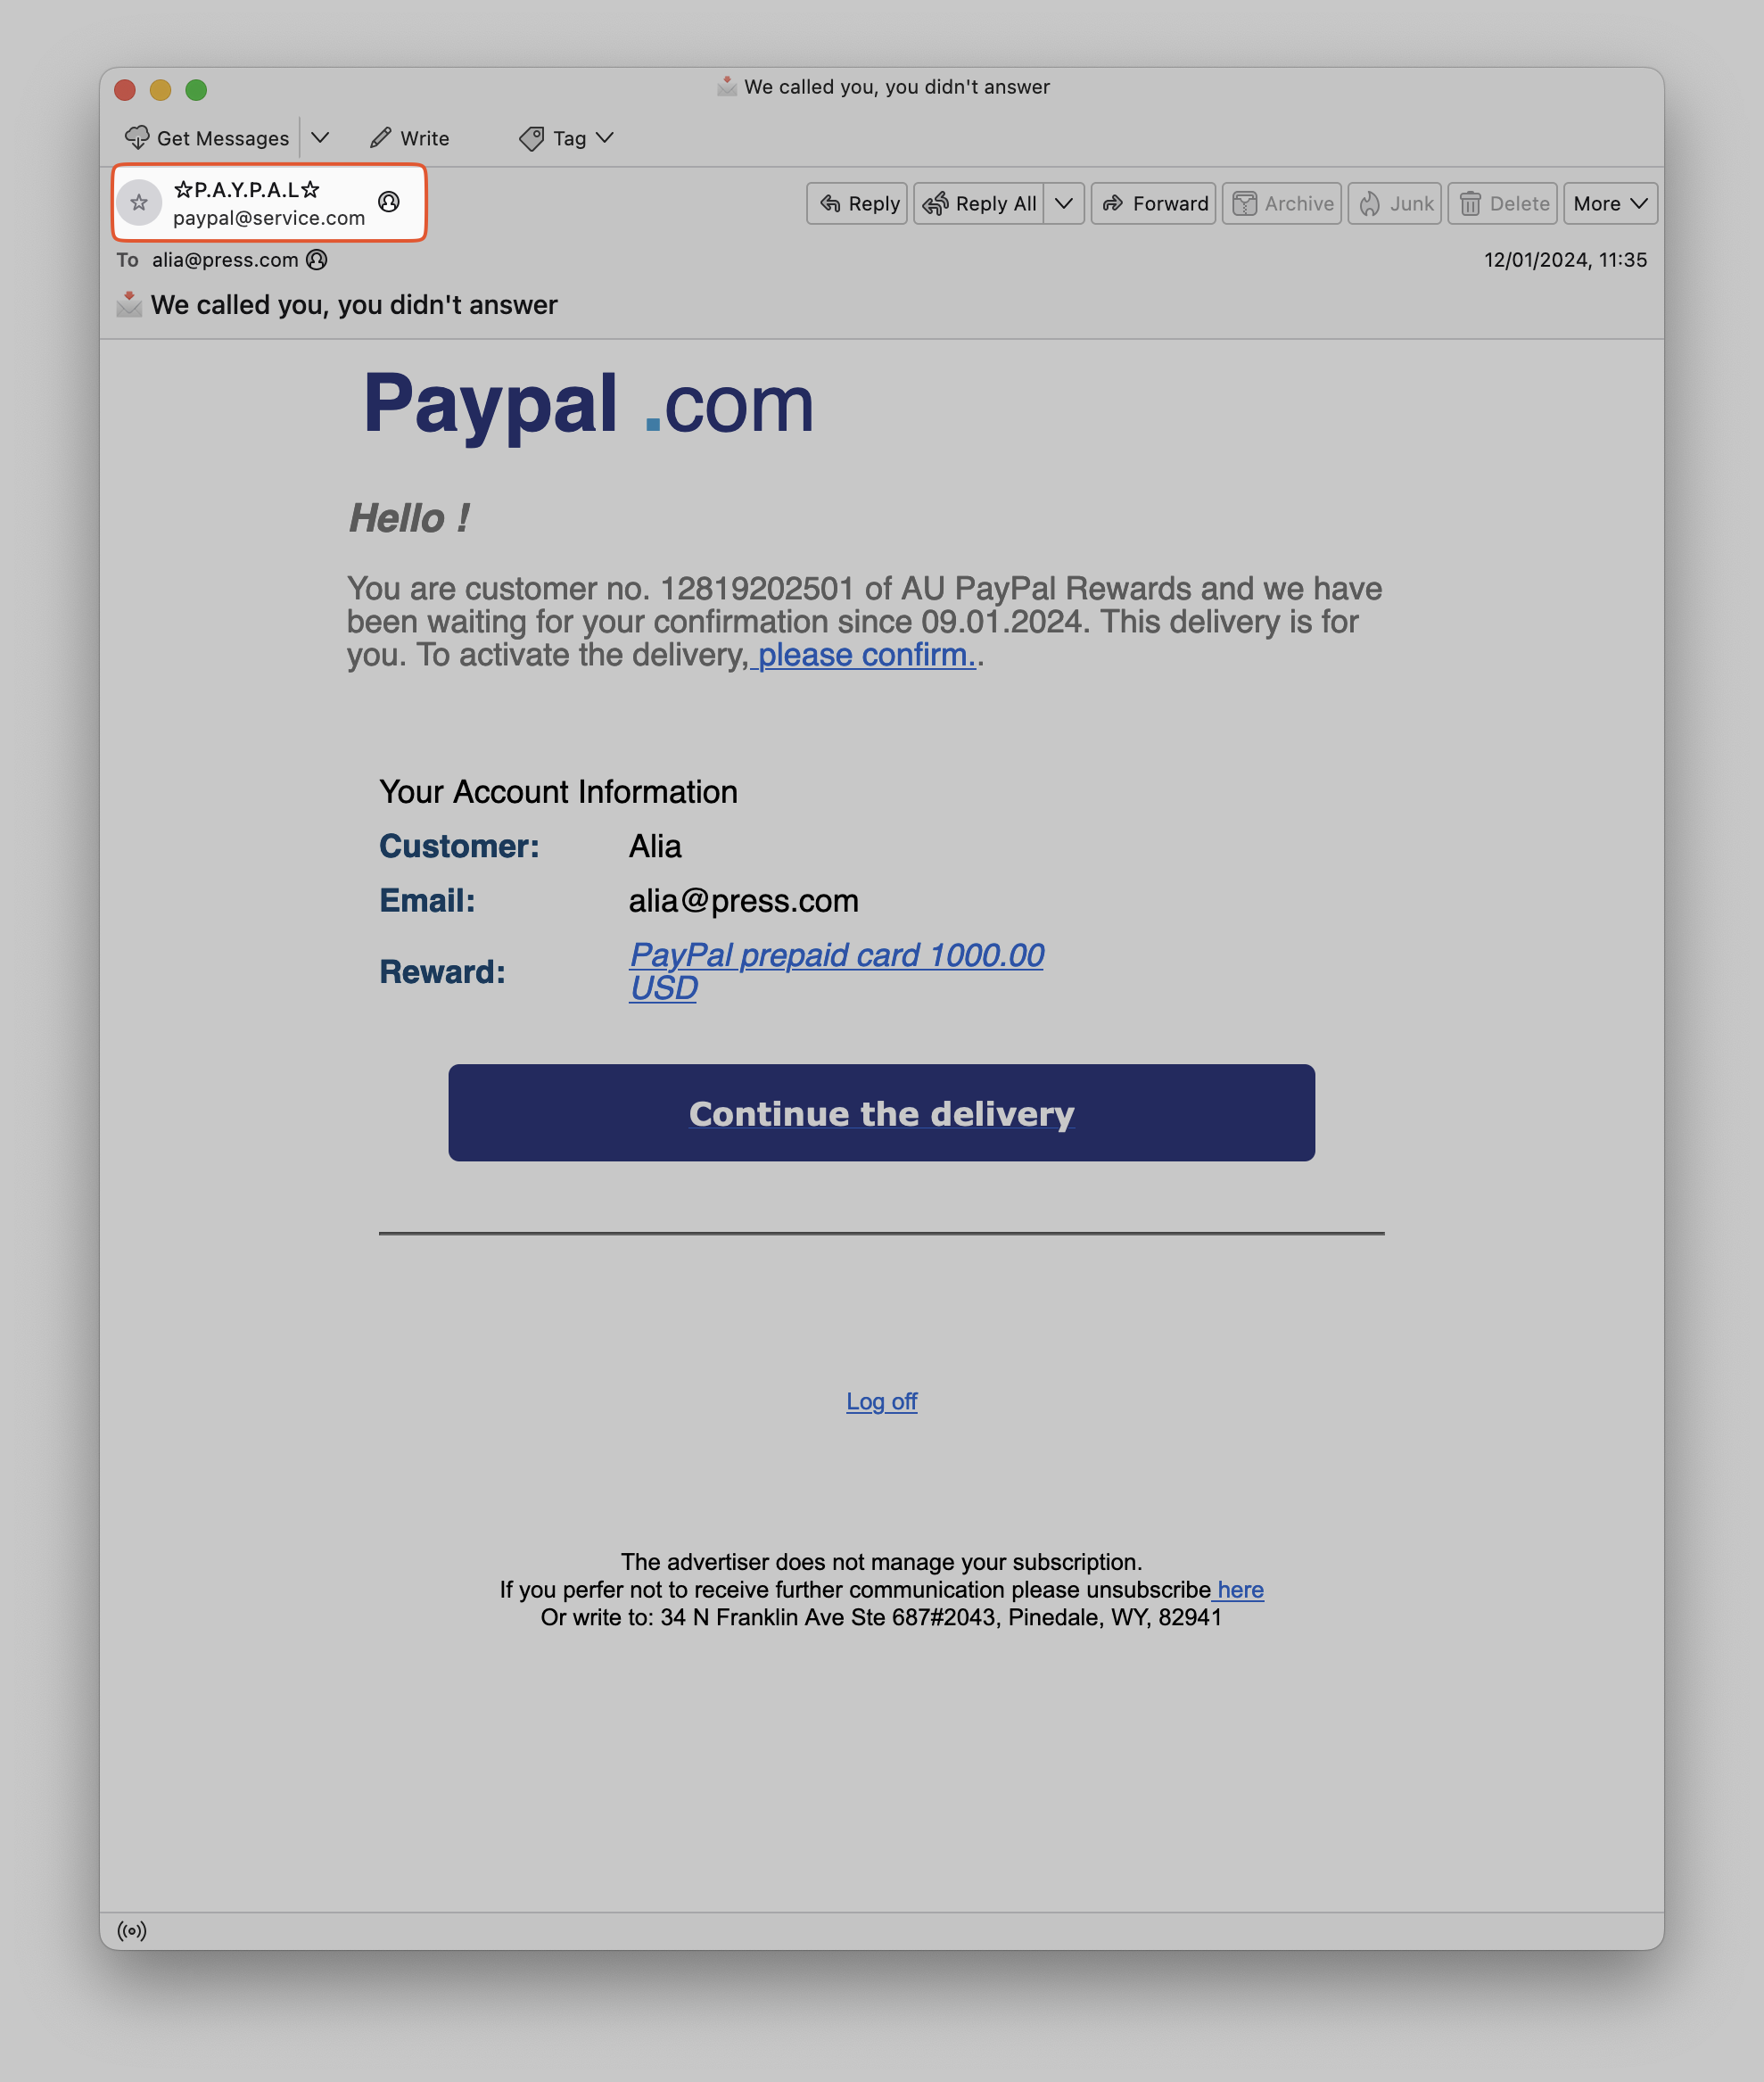 📩 We called you, you didn't answer
Get Messages Write Tag
☆P.A.Y.P.A.L☆
paypal@service.com
Reply Reply All Forward Archive Junk Delete More
To alia@press.com 12/01/2024, 11:35
📩 We called you, you didn't answer
Paypal .com
Hello !
You are customer no. 12819202501 of AU PayPal Rewards and we have
been waiting for your confirmation since 09.01.2024. This delivery is for
you. To activate the delivery, please confirm..
Your Account Information
Customer: Alia
Email: alia@press.com
Reward: PayPal prepaid card 1000.00
USD
Continue the delivery
Log off
The advertiser does not manage your subscription.
If you perfer not to receive further communication please unsubscribe here
Or write to: 34 N Franklin Ave Ste 687#2043, Pinedale, WY, 82941